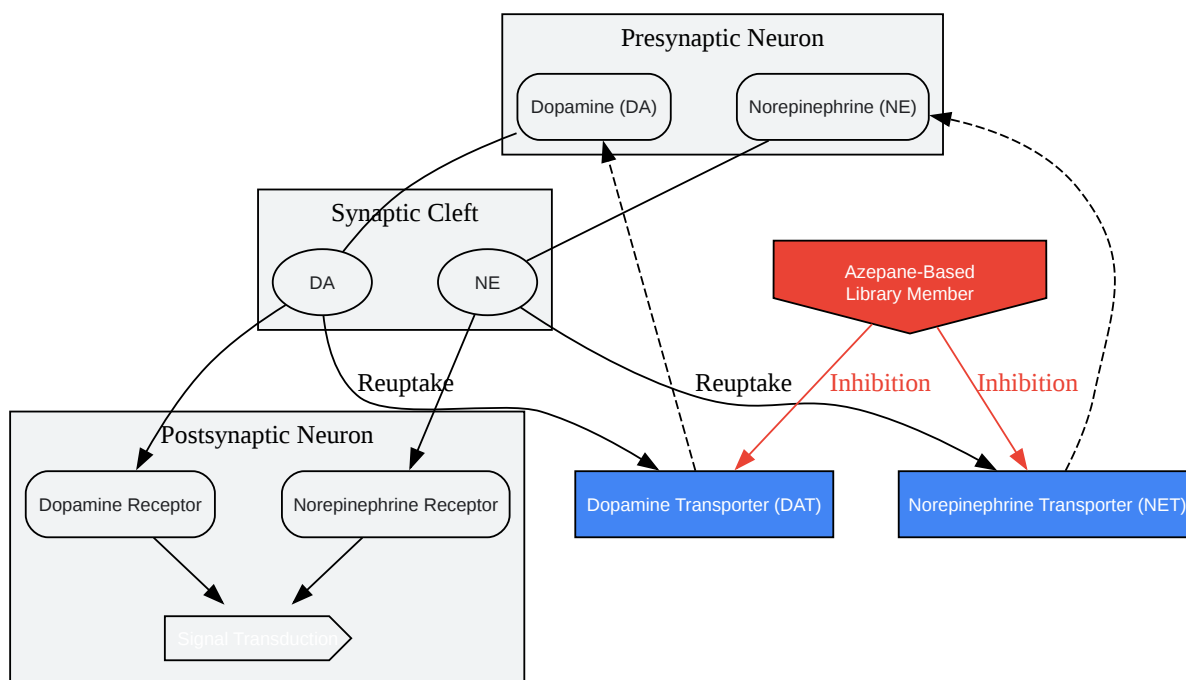 Presynaptic Neuron
Dopamine (DA)
Norepinephrine (NE)
Synaptic Cleft
DA
NE
Azepane-Based
Library Member
Reuptake
Reuptake
Inhibition
Inhibition
Postsynaptic Neuron
Dopamine Receptor
Norepinephrine Receptor
Dopamine Transporter (DAT)
Norepinephrine Transporter (NET)
Signal Transduction